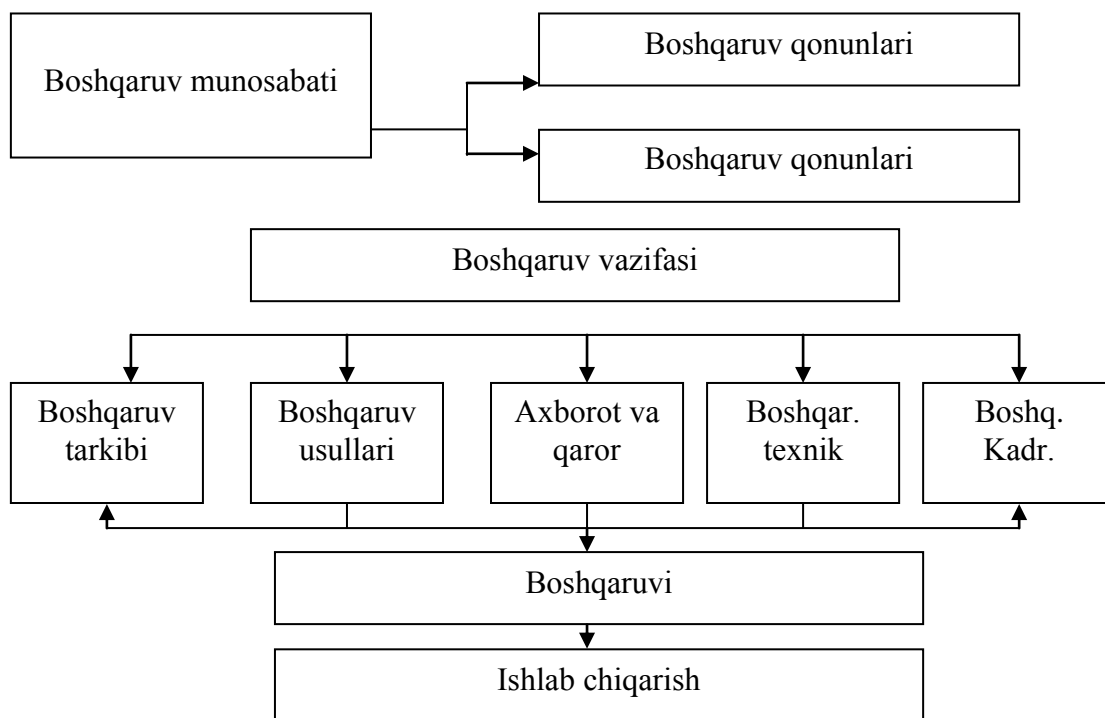 Boshqaruv munosabati
Boshqaruv qonunlari
Boshqaruv qonunlari
Boshqaruv vazifasi
Boshqaruv
tarkibi
Boshqaruv
usullari
Axborot va
qaror
Boshqar.
texnik
Boshq.
Kadr.
Boshqaruvi
Ishlab chiqarish